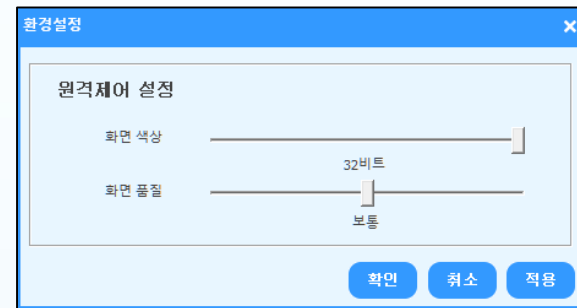 환경설정
원격제어 설정
화면 색상
32비트
화면 품질
보통
확인 취소 적용